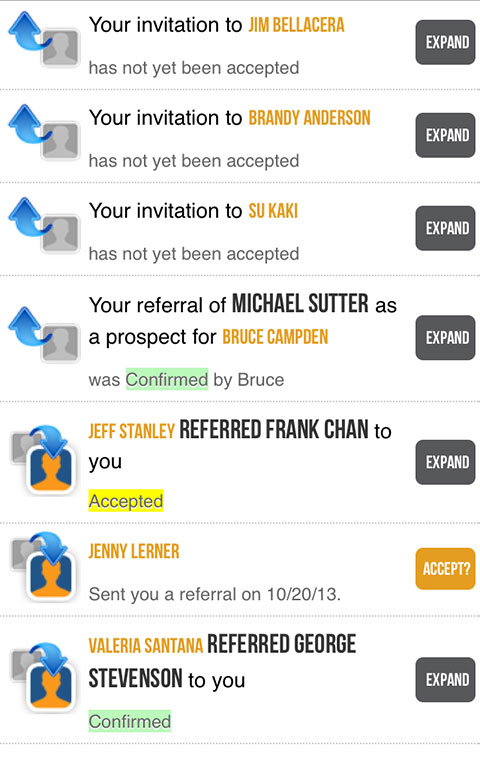 Your invitation to JIM BELLACERA
EXPAND
has not yet been accepted
Your invitation to BRANDY ANDERSON
EXPAND
has not yet been accepted
Your invitation to SU KAKI
EXPAND
has not yet been accepted
Your referral of MICHAEL SUTTER as
a prospect for BRUCE CAMPDEN
EXPAND
was Confirmed by Bruce
JEFF STANLEY REFERRED FRANK CHAN to
you
EXPAND
Accepted
JENNY LERNER
ACCEPT?
Sent you a referral on 10/20/13.
VALERIA SANTANA REFERRED GEORGE
STEVENSON to you
EXPAND
Confirmed